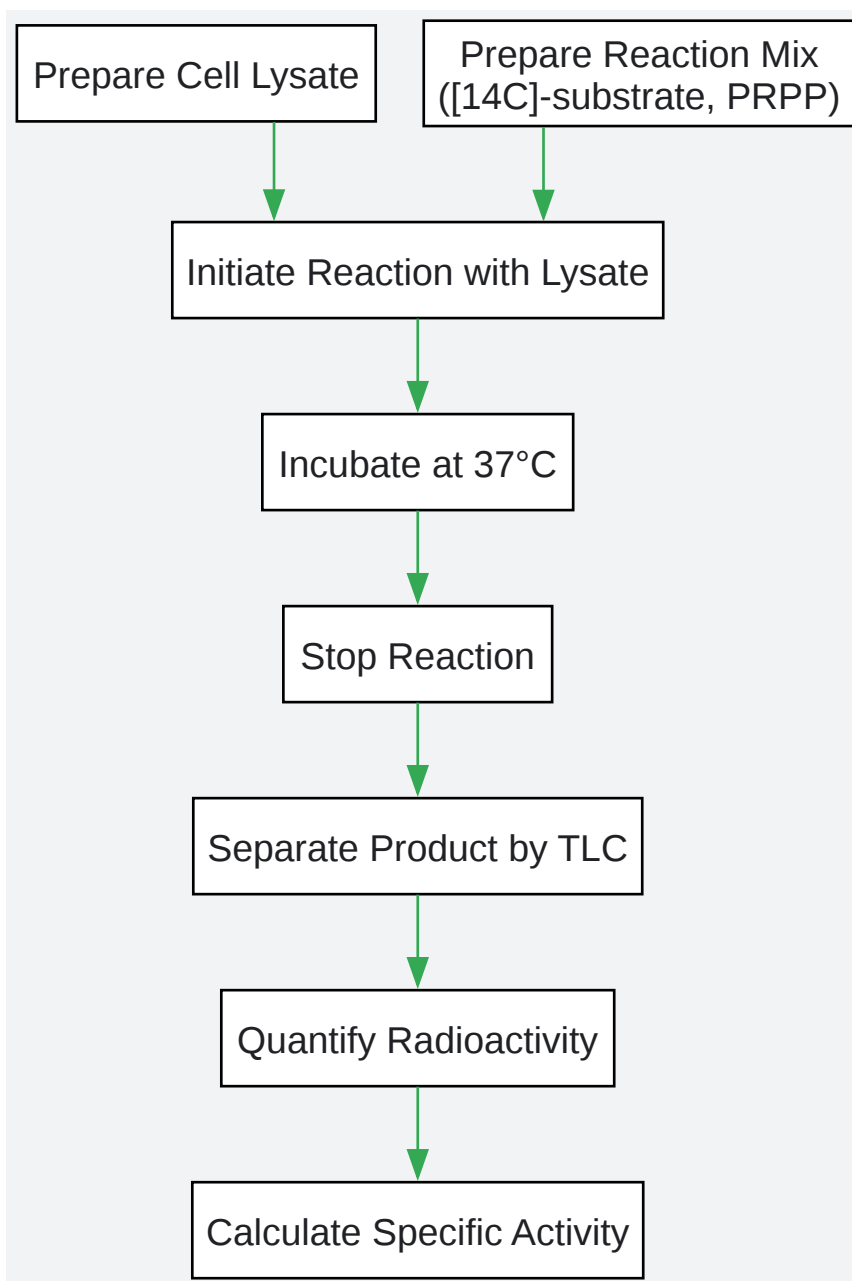 Prepare Cell Lysate
Prepare Reaction Mix
([14C]-substrate, PRPP)
Initiate Reaction with Lysate
Incubate at 37°C
Stop Reaction
Separate Product by TLC
Quantify Radioactivity
Calculate Specific Activity